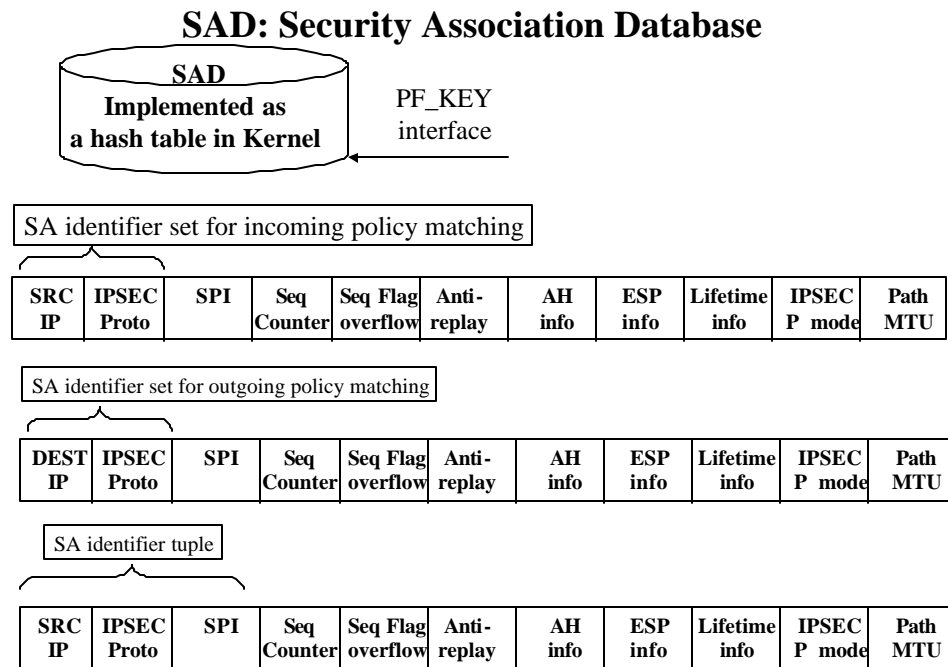 SAD: Security Association Database
SAD
Implemented as
a hash table in Kernel
PF_KEY
interface
SA identifier set for incoming policy matching
SRC IPSEC SPI Seq Seq Flag Anti- AH ESP Lifetime IPSEC Path
IP Proto Counter overflow replay info info info P mode MTU
SA identifier set for outgoing policy matching
DEST IPSEC SPI Seq Seq Flag Anti- AH ESP Lifetime IPSEC Path
IP Proto Counter overflow replay info info info P mode MTU
SA identifier tuple
SRC IPSEC SPI Seq Seq Flag Anti- AH ESP Lifetime IPSEC Path
IP Proto Counter overflow replay info info info P mode MTU